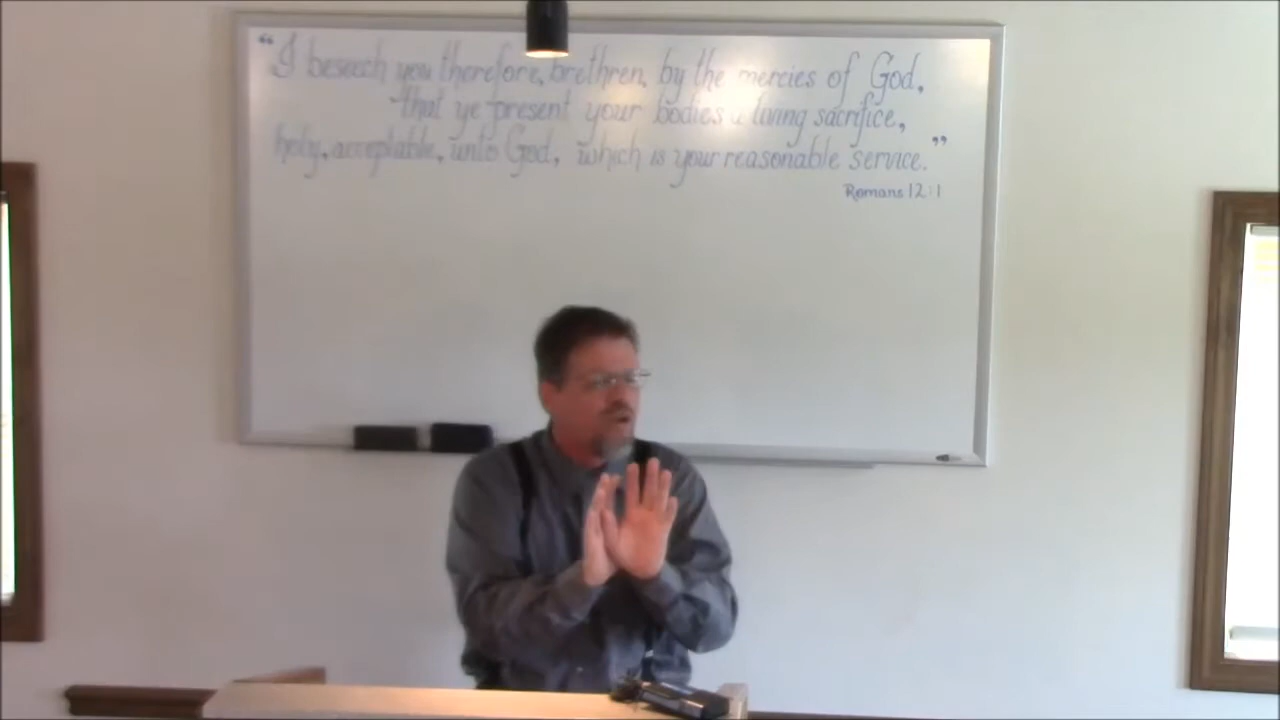 “I beseech you therefore, brethren, by the mercies of God,
that ye present your bodies a living sacrifice,
holy, acceptable, unto God, which is your reasonable service.”
Romans 12:1